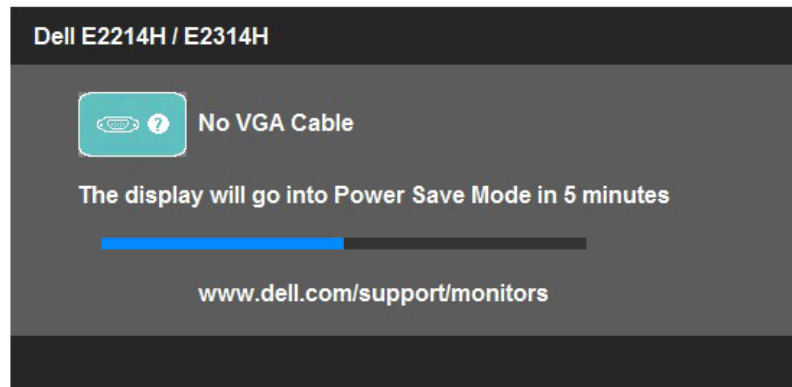 Dell E2214H / E2314H
? No VGA Cable
The display will go into Power Save Mode in 5 minutes
www.dell.com/support/monitors